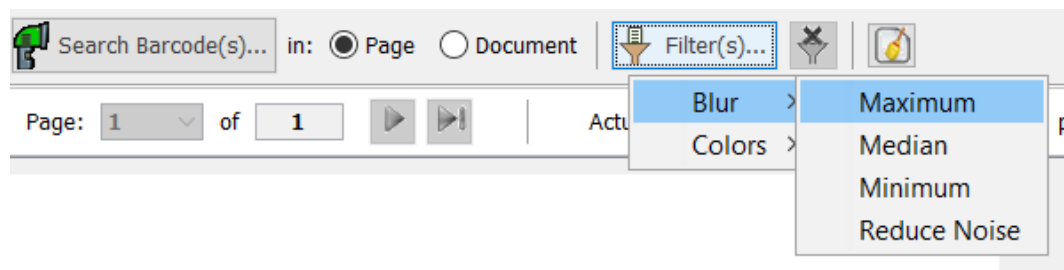 Search Barcode(s)... in: Page Document Filter(s)...
Blur Maximum
Page: 1 of 1
Colors Median
Minimum
Reduce Noise